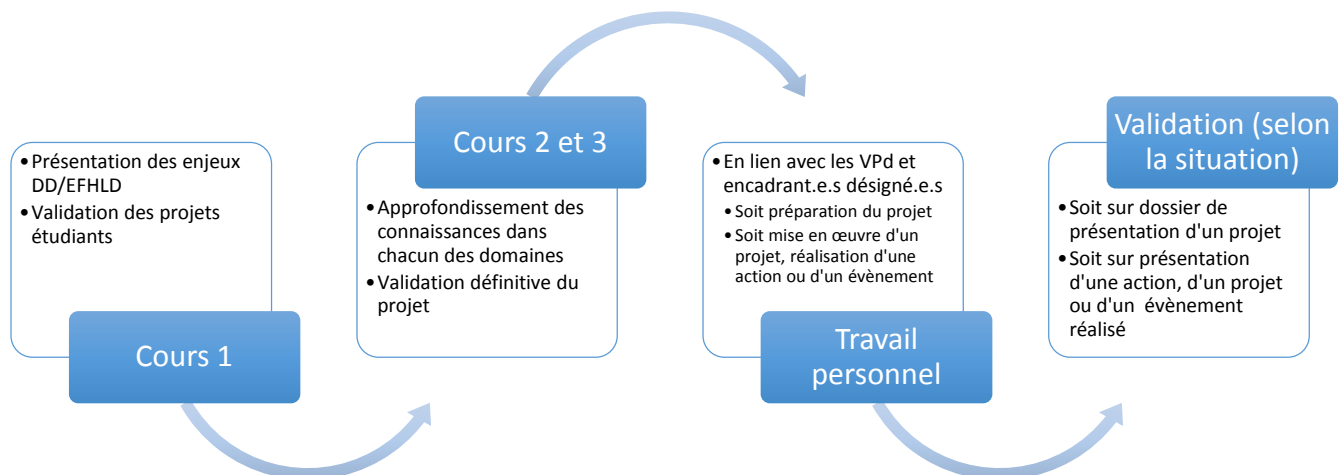 •Présentation des enjeux
DD/EFHLD
•Validation des projets
étudiants
Cours 1
Cours 2 et 3
•Approfondissement des
connaissances dans
chacun des domaines
•Validation définitive du
projet
•En lien avec les VPd et
encadrant.e.s désigné.e.s
•Soit préparation du projet
•Soit mise en œuvre d'un
projet, réalisation d'une
action ou d'un évènement
Travail
personnel
Validation (selon
la situation)
•Soit sur dossier de
présentation d'un projet
•Soit sur présentation
d'une action, d'un projet
ou d'un évènement
réalisé